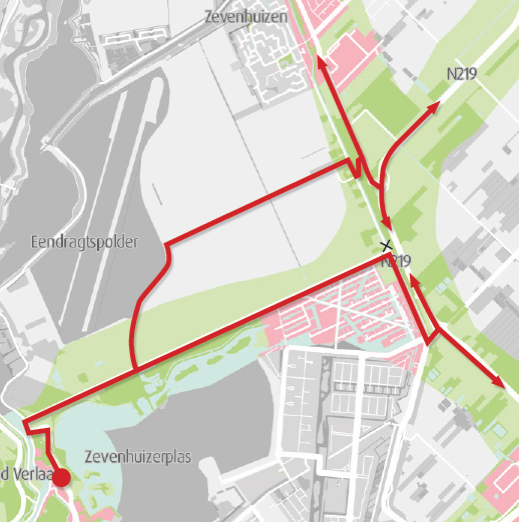 Zevenhuizen
N219
Eendragtspolder
N219
Zevenhuizerplas
d Verlaa